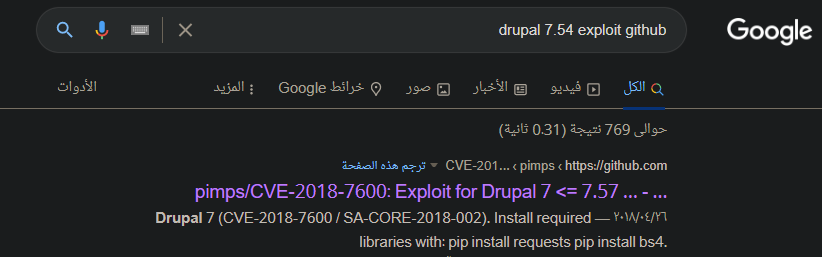 drupal 7.54 exploit github
Google
الكل فيديو الأخبار صور خرائط Google المزيد الأدوات
حوالى 769 نتيجة (0.31 ثانية)
https://github.com › pimps › CVE-201... ترجم هذه الصفحة
pimps/CVE-2018-7600: Exploit for Drupal 7 <= 7.57 ... - ...
٢٦‏/٠٤‏/٢٠١٨ — Drupal 7 (CVE-2018-7600 / SA-CORE-2018-002). Install required
libraries with: pip install requests pip install bs4.